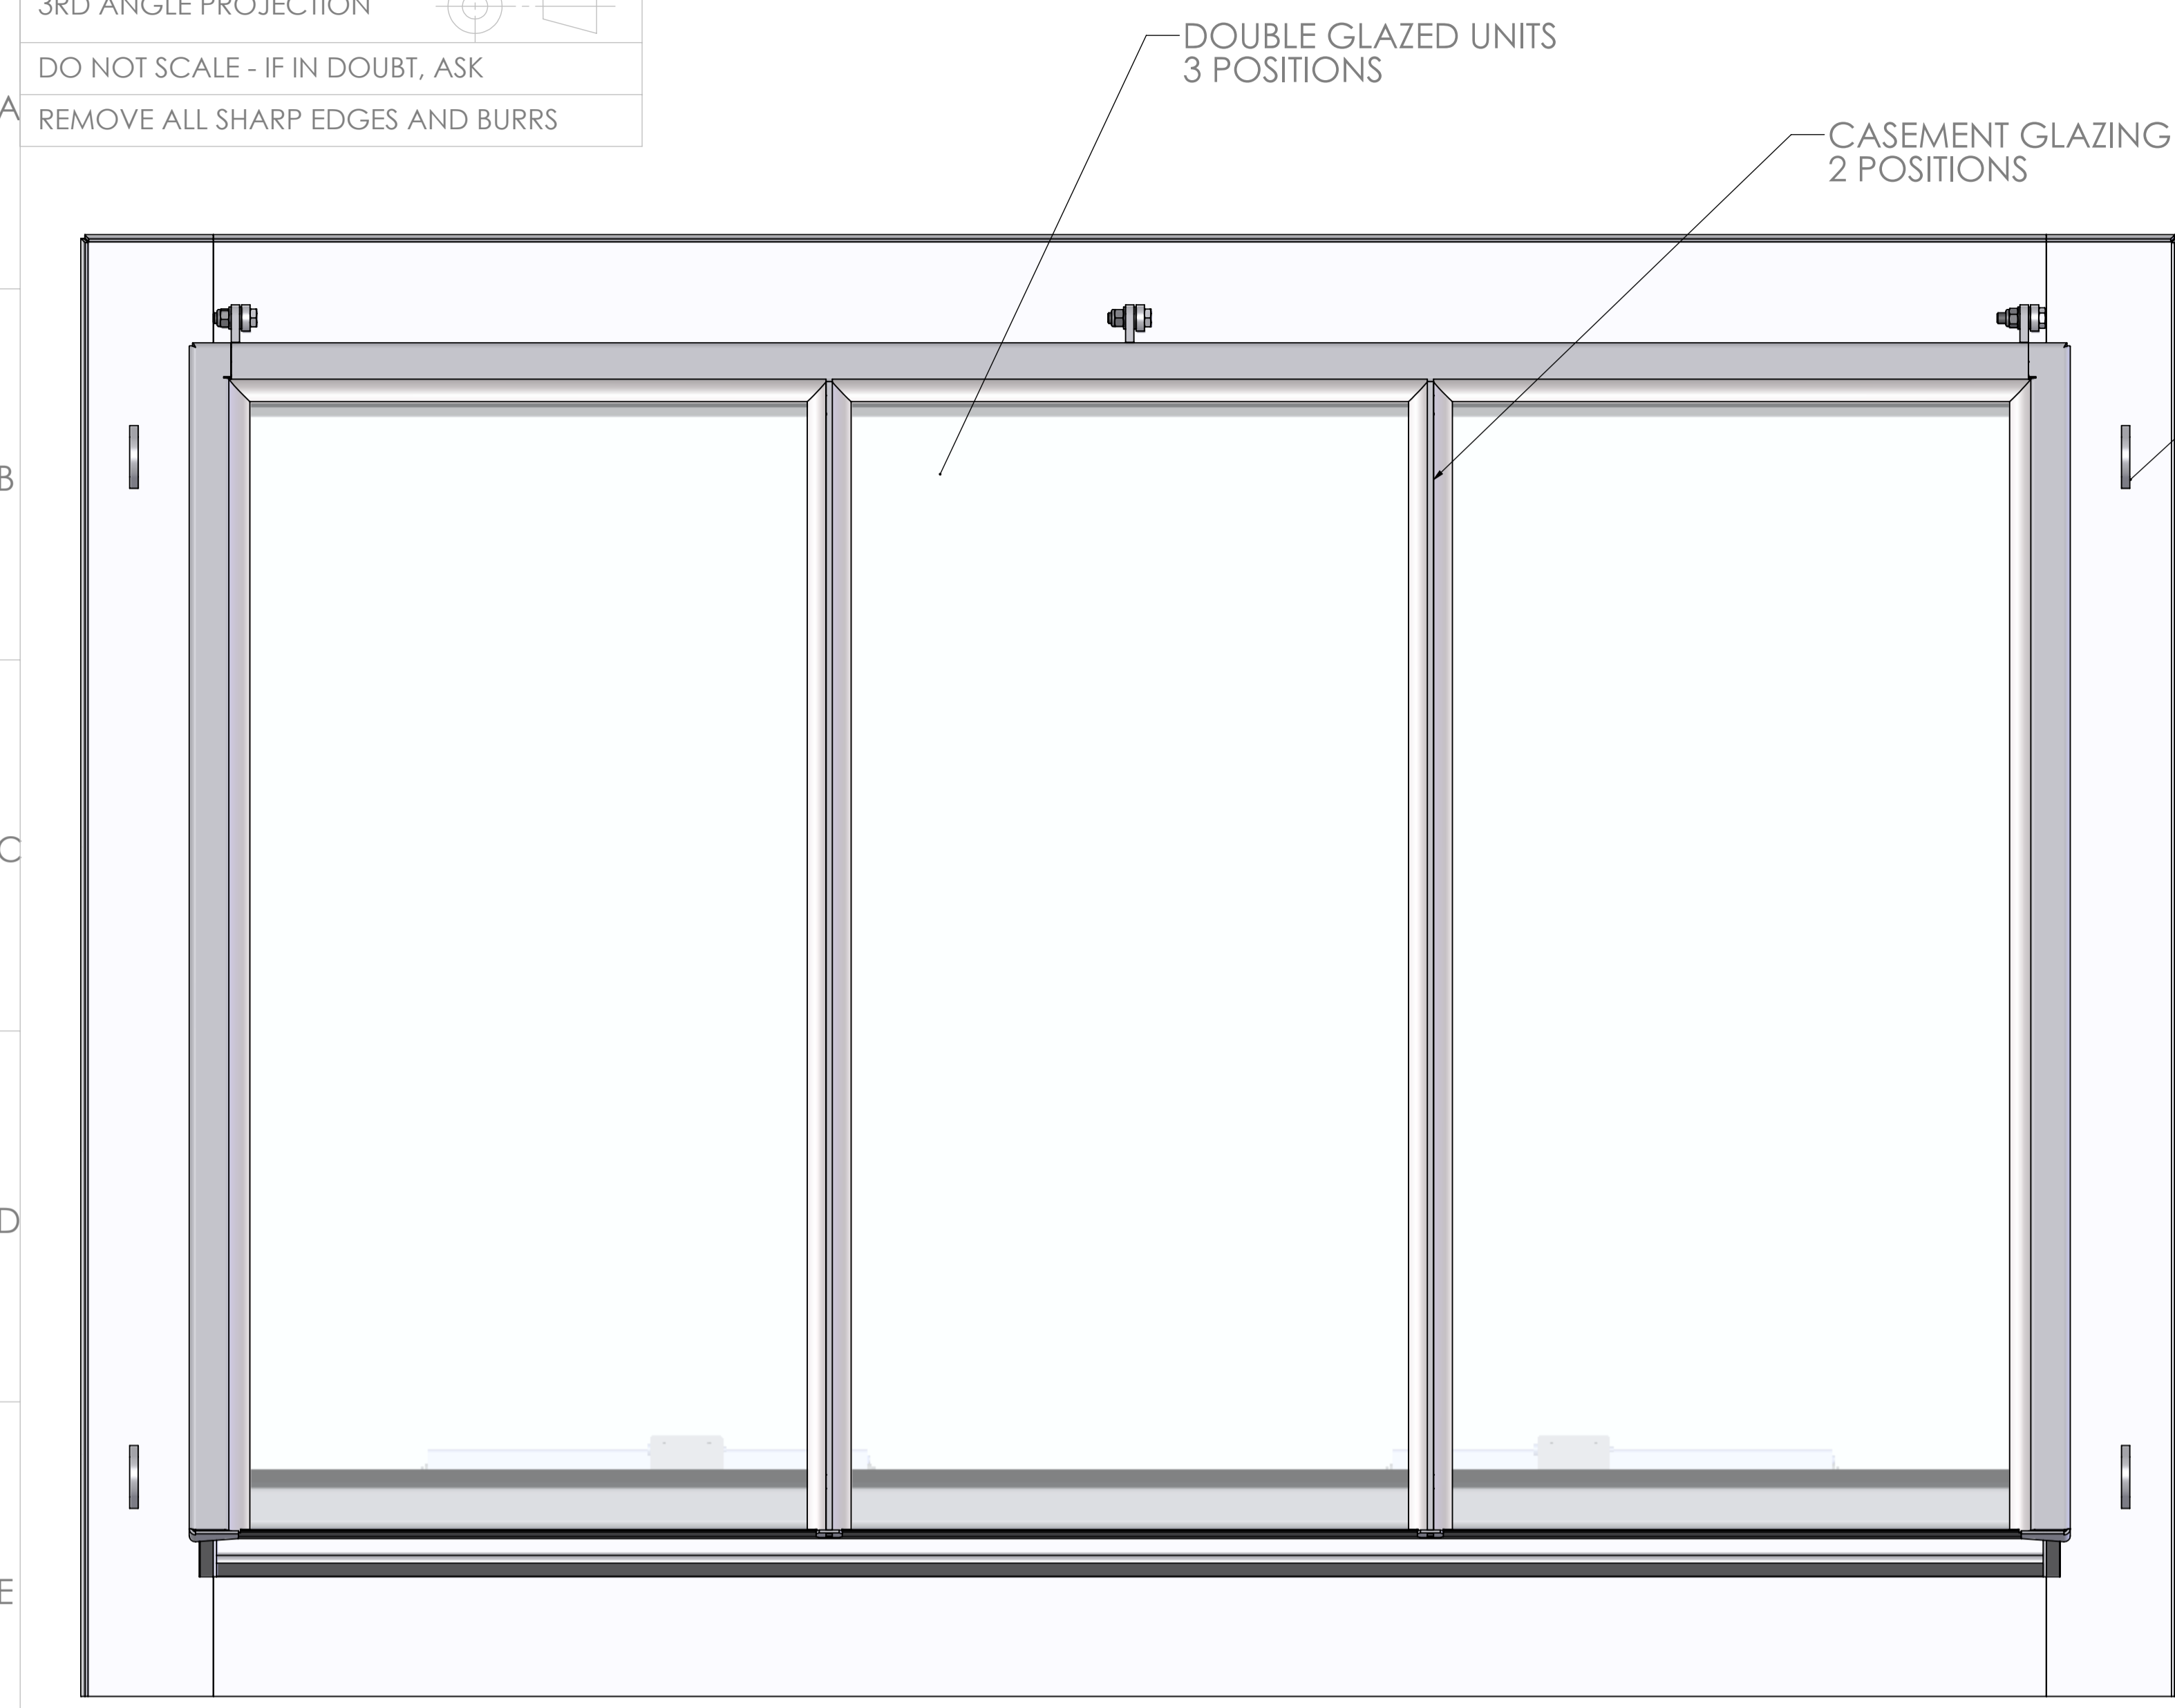 3RD ANGLE PROJECTION
DO NOT SCALE - IF IN DOUBT, ASK
REMOVE ALL SHARP EDGES AND BURRS
DOUBLE GLAZED UNITS
3 POSITIONS
CASEMENT GLAZING
2 POSITIONS
A
B
C
D
E